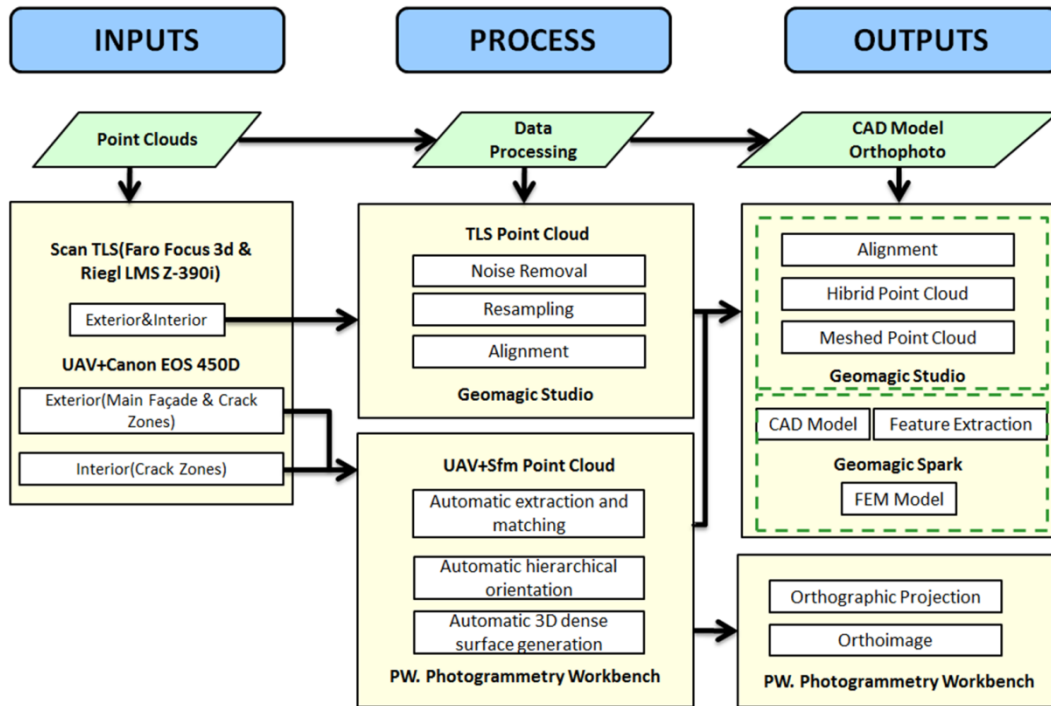 INPUTS
PROCESS
OUTPUTS
Point Clouds
Data
Processing
CAD Model
Orthophoto
Scan TLS(Faro Focus 3d &
Riegl LMS Z-390i)
Exterior&Interior
UAV+Canon EOS 450D
Exterior(Main Façade & Crack
Zones)
Interior(Crack Zones)
TLS Point Cloud
Noise Removal
Resampling
Alignment
Geomagic Studio
UAV+Sfm Point Cloud
Automatic extraction and
matching
Automatic hierarchical
orientation
Automatic 3D dense
surface generation
PW. Photogrammetry Workbench
Alignment
Hibrid Point Cloud
Meshed Point Cloud
Geomagic Studio
CAD Model
Feature Extraction
Geomagic Spark
FEM Model
Orthographic Projection
Orthoimage
PW. Photogrammetry Workbench